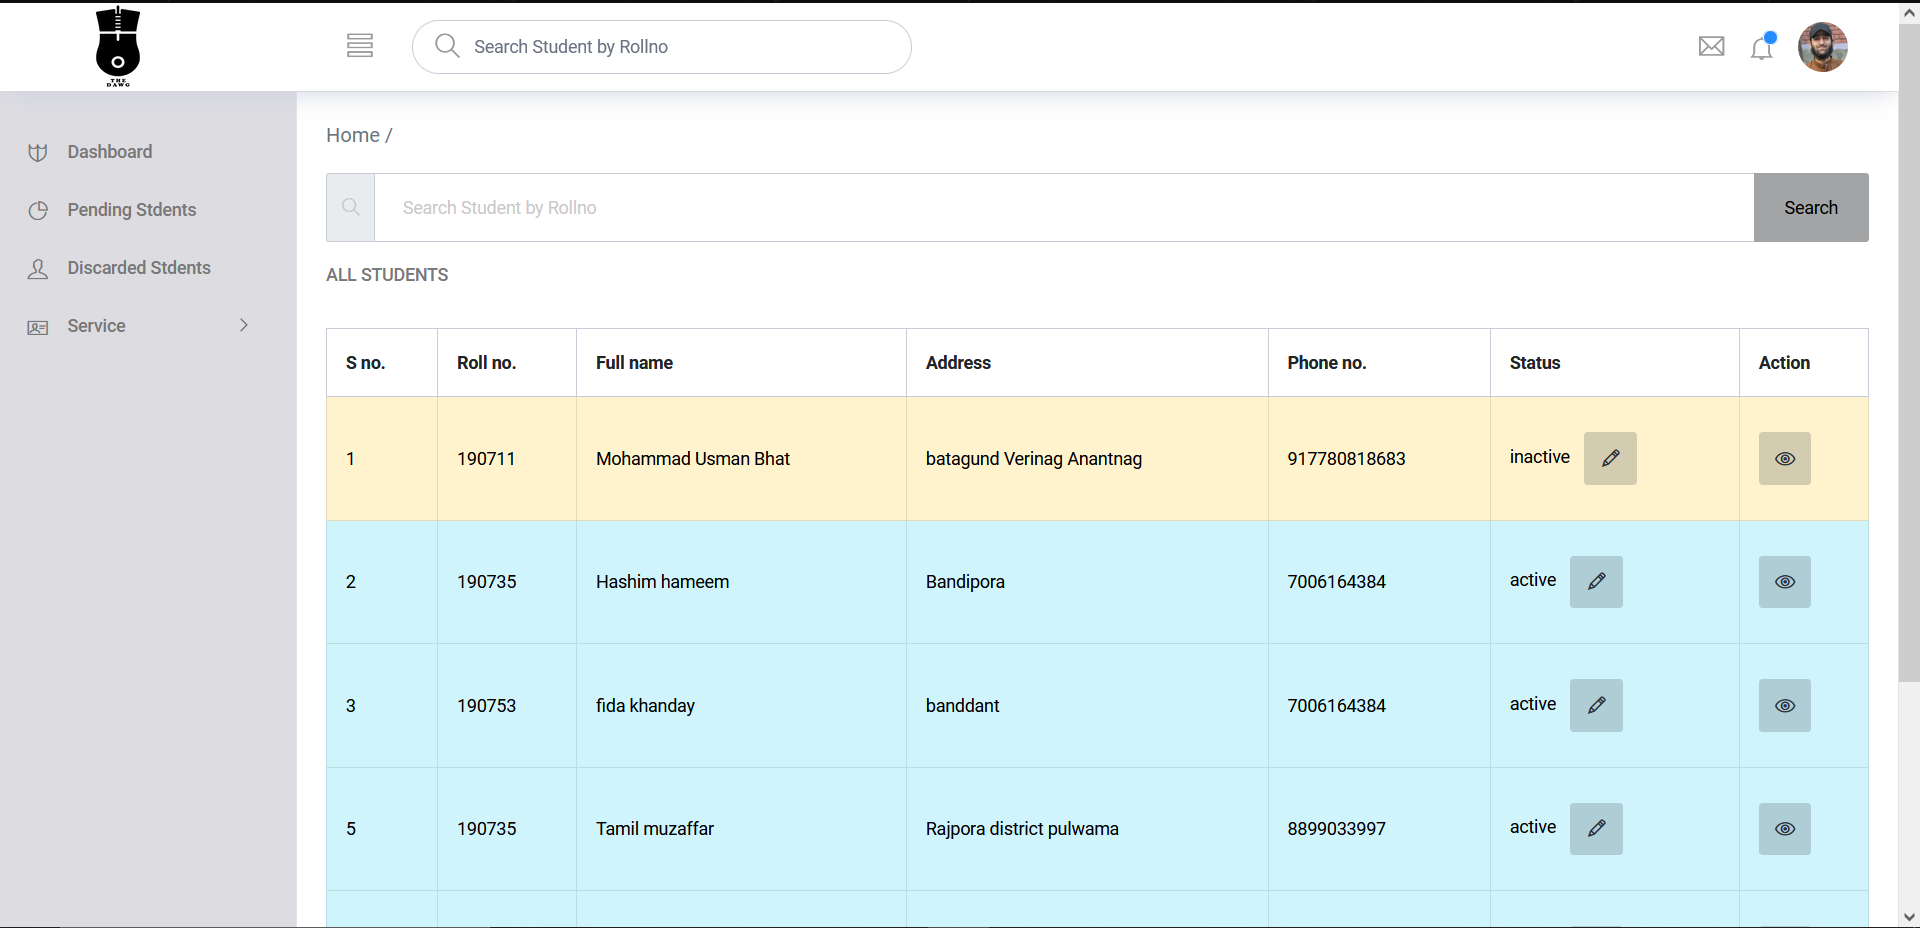 THE
DAWG
Search Student by Rollno
Dashboard
Pending Stdents
Discarded Stdents
Service
Home /
Search Student by Rollno
Search
ALL STUDENTS
S no. Roll no. Full name Address Phone no. Status Action
1 190711 Mohammad Usman Bhat batagund Verinag Anantnag 917780818683 inactive
2 190735 Hashim hameem Bandipora 7006164384 active
3 190753 fida khanday banddant 7006164384 active
5 190735 Tamil muzaffar Rajpora district pulwama 8899033997 active